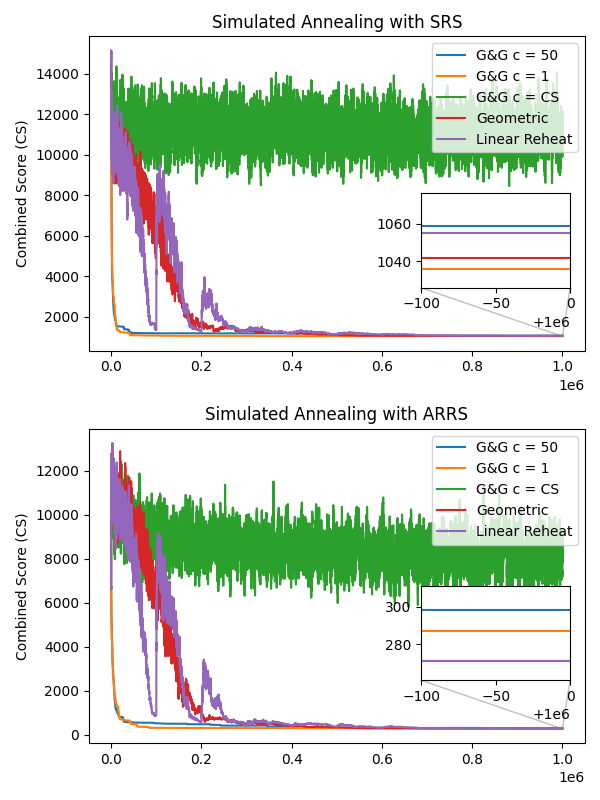 Simulated Annealing with SRS
Combined Score (CS)
14000
12000
10000
8000
6000
4000
2000
G&G c = 50
G&G c = 1
G&G c = CS
Geometric
Linear Reheat
1060
1040
−100 −50 0
+1e6
0.0 0.2 0.4 0.6 0.8 1.0
1e6
Simulated Annealing with ARRS
Combined Score (CS)
12000
10000
8000
6000
4000
2000
0
G&G c = 50
G&G c = 1
G&G c = CS
Geometric
Linear Reheat
300
280
−100 −50 0
+1e6
0.0 0.2 0.4 0.6 0.8 1.0
1e6